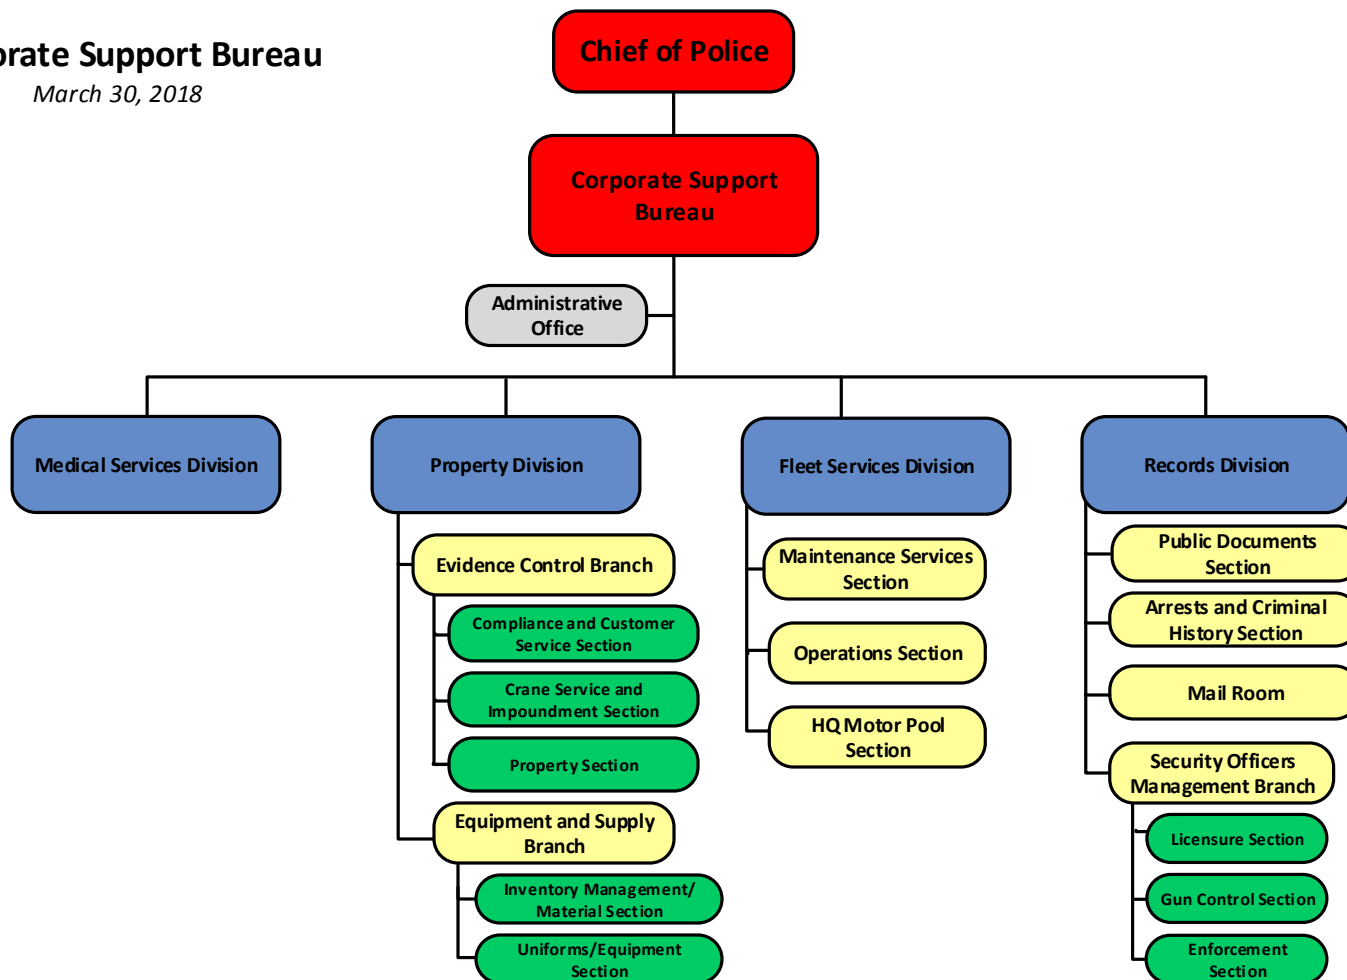 orate Support Bureau
March 30, 2018
Chief of Police
Corporate Support
Bureau
Administrative
Office
Medical Services Division
Property Division
Fleet Services Division
Records Division
Evidence Control Branch
Compliance and Customer
Service Section
Crane Service and
Impoundment Section
Property Section
Equipment and Supply
Branch
Inventory Management/
Material Section
Uniforms/Equipment
Section
Maintenance Services
Section
Operations Section
HQ Motor Pool
Section
Public Documents
Section
Arrests and Criminal
History Section
Mail Room
Security Officers
Management Branch
Licensure Section
Gun Control Section
Enforcement
Section